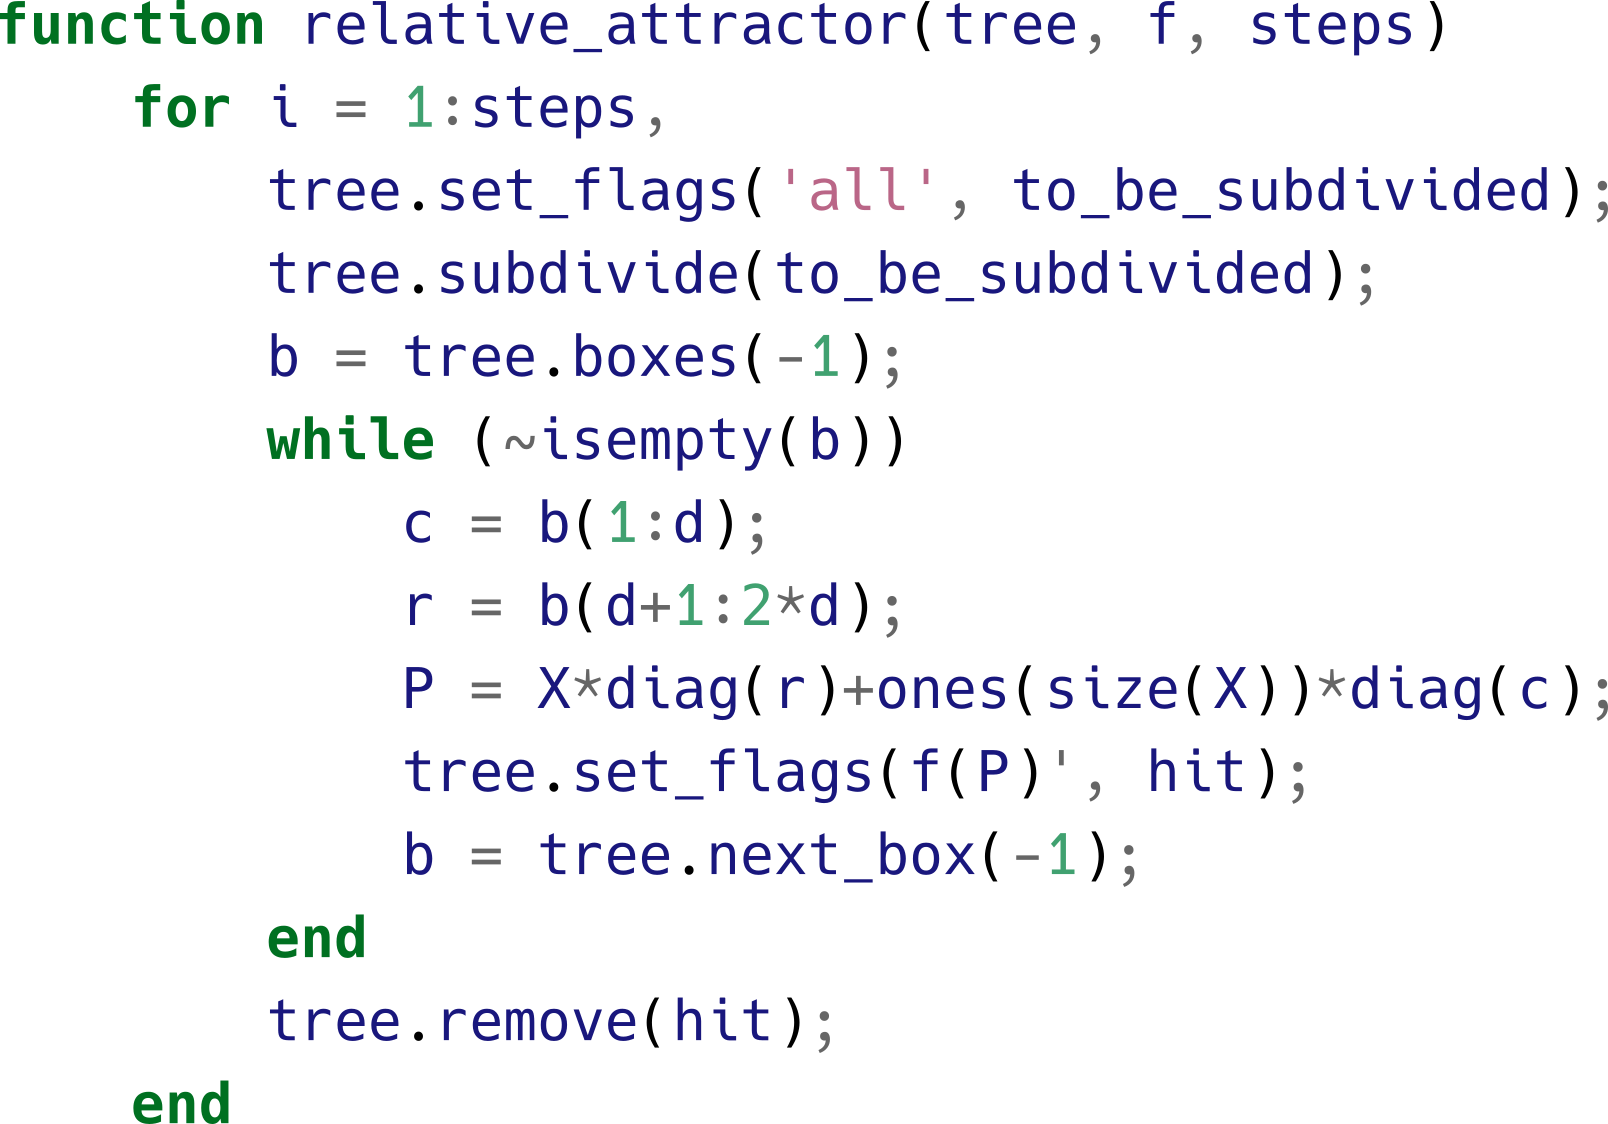 function relative_attractor(tree, f, steps)
    for i = 1:steps,
        tree.set_flags('all', to_be_subdivided);
        tree.subdivide(to_be_subdivided);
        b = tree.boxes(-1);
        while (~isempty(b))
            c = b(1:d);
            r = b(d+1:2*d);
            P = X*diag(r)+ones(size(X))*diag(c);
            tree.set_flags(f(P)', hit);
            b = tree.next_box(-1);
        end
        tree.remove(hit);
    end